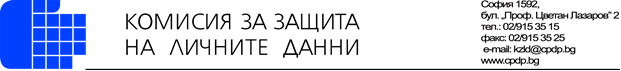 КОМИСИЯ ЗА ЗАЩИТА
НА ЛИЧНИТЕ ДАННИ
София 1592,
бул. „Проф. Цветан Лазаров” 2
тел.: 02/915 35 15
факс: 02/915 35 25
e-mail: kzld@cpdp.bg
www.cpdp.bg